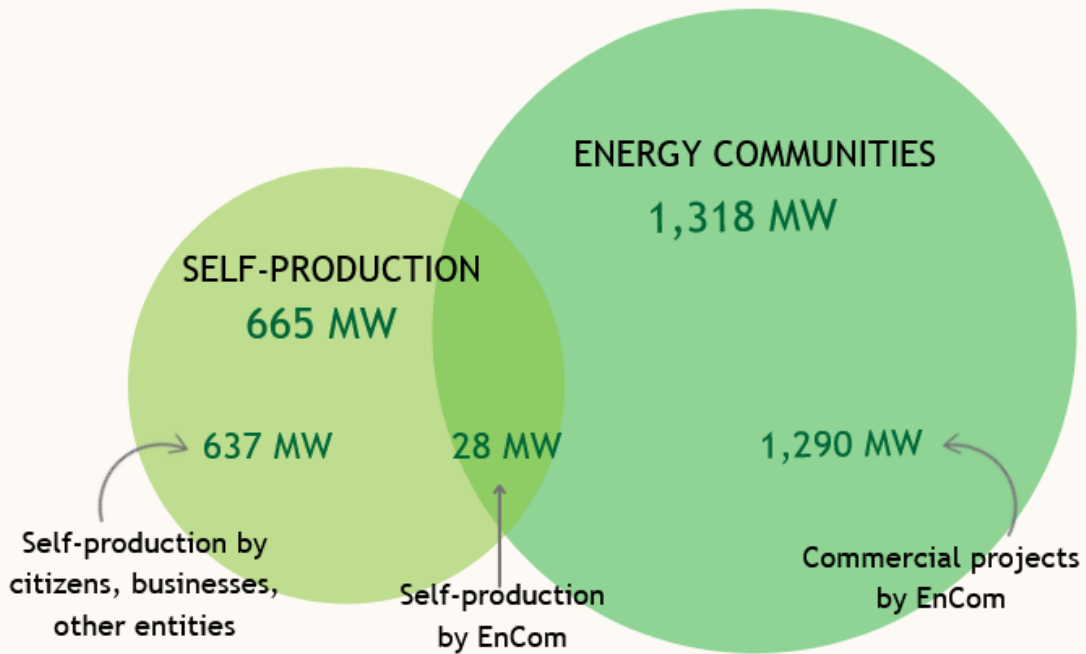 ENERGY COMMUNITIES
1,318 MW
SELF-PRODUCTION
665 MW
637 MW
28 MW
1,290 MW
Self-production by
citizens, businesses,
other entities
Self-production
by EnCom
Commercial projects
by EnCom